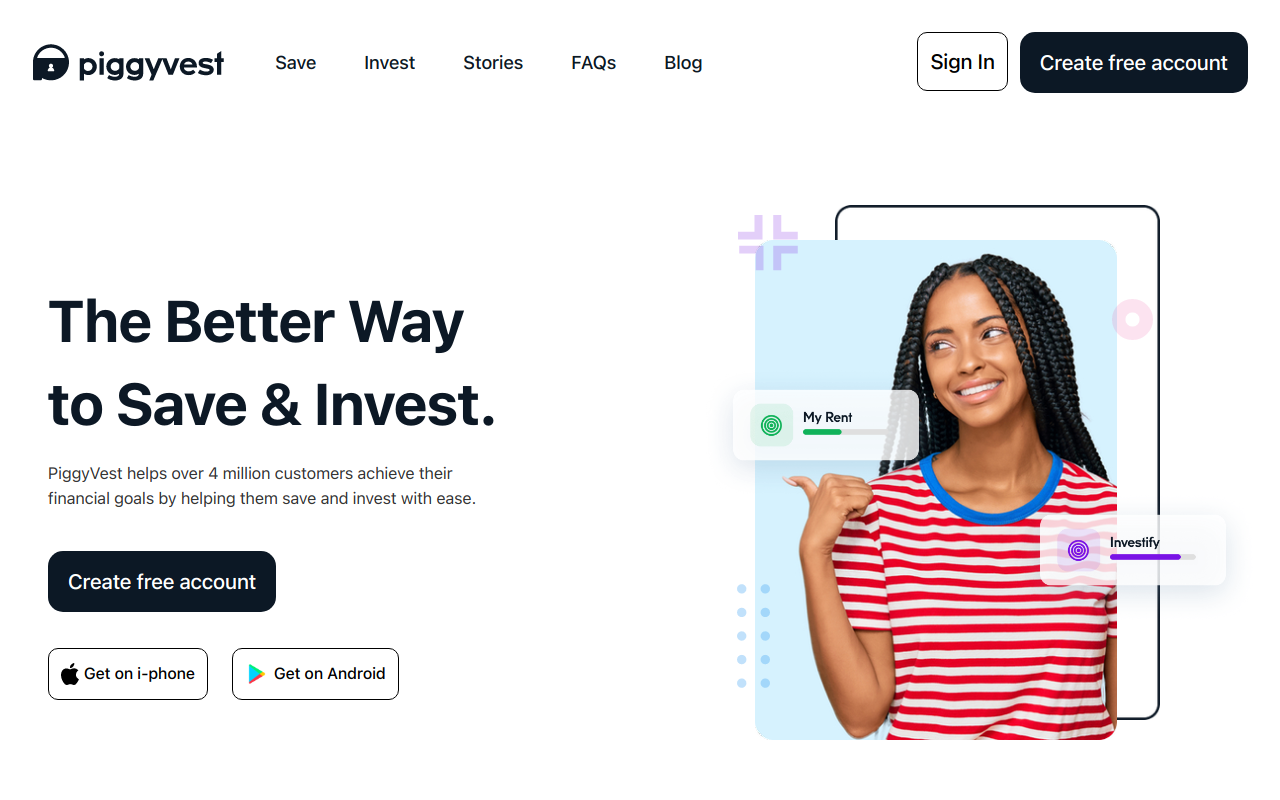 piggyvest
Save
Invest
Stories
FAQs
Blog
Sign In
Create free account
The Better Way
to Save & Invest.
PiggyVest helps over 4 million customers achieve their
financial goals by helping them save and invest with ease.
Create free account
Get on i-phone
Get on Android
My Rent
Investify